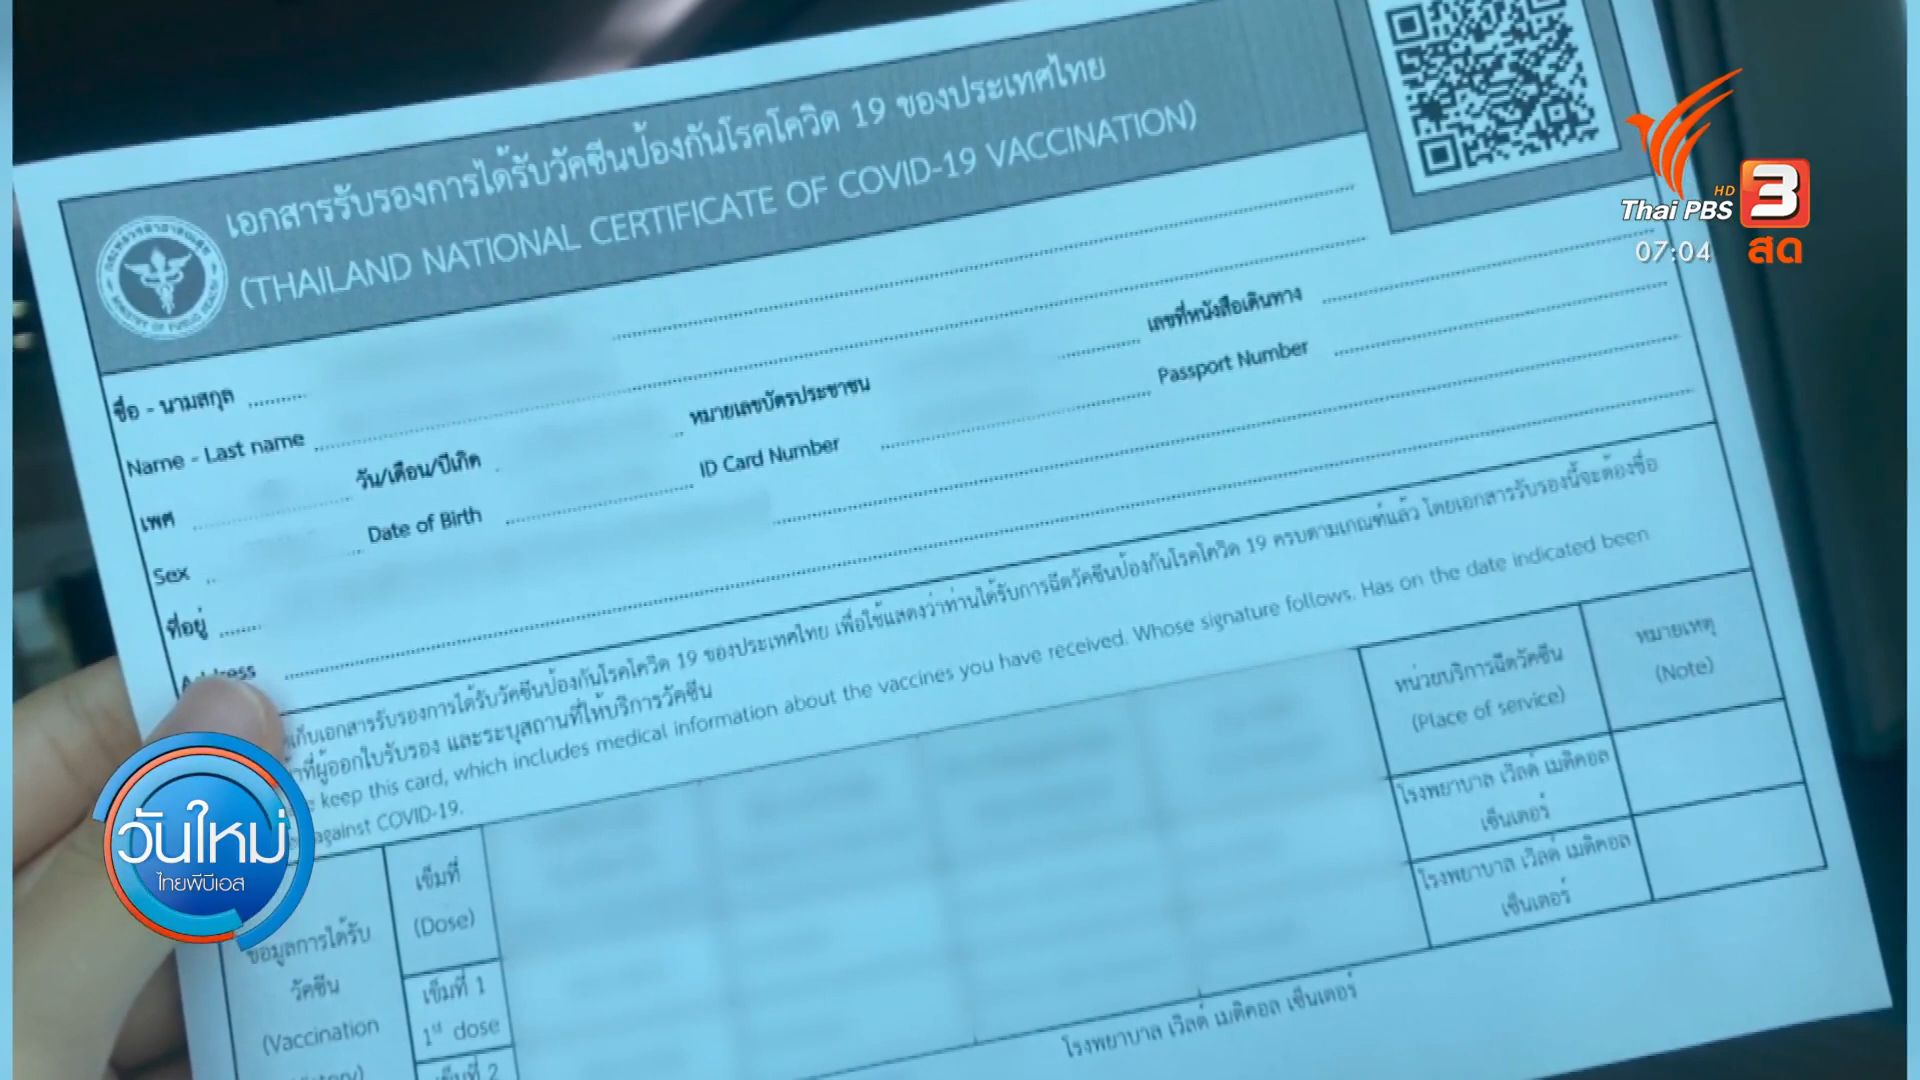 เอกสารรับรองการได้รับวัคซีนป้องกันโรคโควิด 19 ของประเทศไทย
(THAILAND NATIONAL CERTIFICATE OF COVID-19 VACCINATION)
MINISTRY OF PUBLIC HEALTH
HD
Thai PBS 3
07:04 สด
ชื่อ - นามสกุล
Name - Last name
เพศ วัน/เดือน/ปีเกิด หมายเลขบัตรประชาชน เลขที่หนังสือเดินทาง
Sex Date of Birth ID Card Number Passport Number
ที่อยู่
Address
เก็บเอกสารรับรองการได้รับวัคซีนป้องกันโรคโควิด 19 ของประเทศไทย เพื่อใช้แสดงว่าท่านได้รับการฉีดวัคซีนป้องกันโรคโควิด 19 ครบตามเกณฑ์แล้ว โดยเอกสารรับรองนี้จะต้องชื่อ
ที่ผู้ออกใบรับรอง และระบุสถานที่ให้บริการวัคซีน
keep this card, which includes medical information about the vaccines you have received. Whose signature follows. Has on the date indicated been
against COVID-19.
วันใหม่
ไทยพีบีเอส
ข้อมูลการได้รับ
วัคซีน
(Vaccination
เข็มที่
(Dose)
หน่วยบริการฉีดวัคซีน
(Place of service)
หมายเหตุ
(Note)
เข็มที่ 1
1st dose
โรงพยาบาล เวิลด์ เมดิคอล
เซ็นเตอร์
เข็มที่ 2
โรงพยาบาล เวิลด์ เมดิคอล
เซ็นเตอร์
โรงพยาบาล เวิลด์ เมดิคอล เซ็นเตอร์